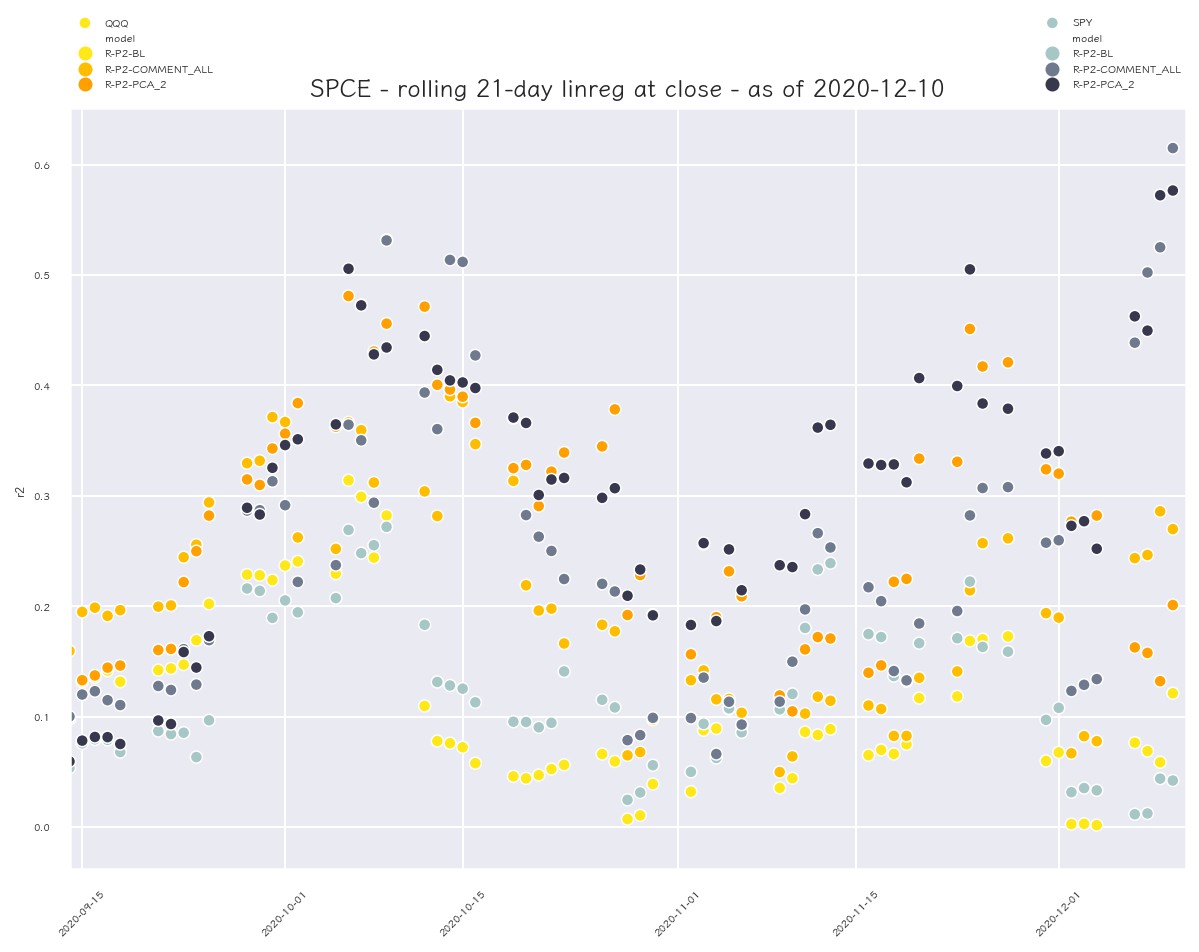 QQQ
model
R-P2-BL
R-P2-COMMENT_ALL
R-P2-PCA_2
SPY
model
R-P2-BL
R-P2-COMMENT_ALL
R-P2-PCA_2
SPCE - rolling 21-day linreg at close - as of 2020-12-10
0.6
0.5
0.4
0.3
0.2
0.1
0.0
r2
2020-09-15
2020-10-01
2020-10-15
2020-11-01
2020-11-15
2020-12-01